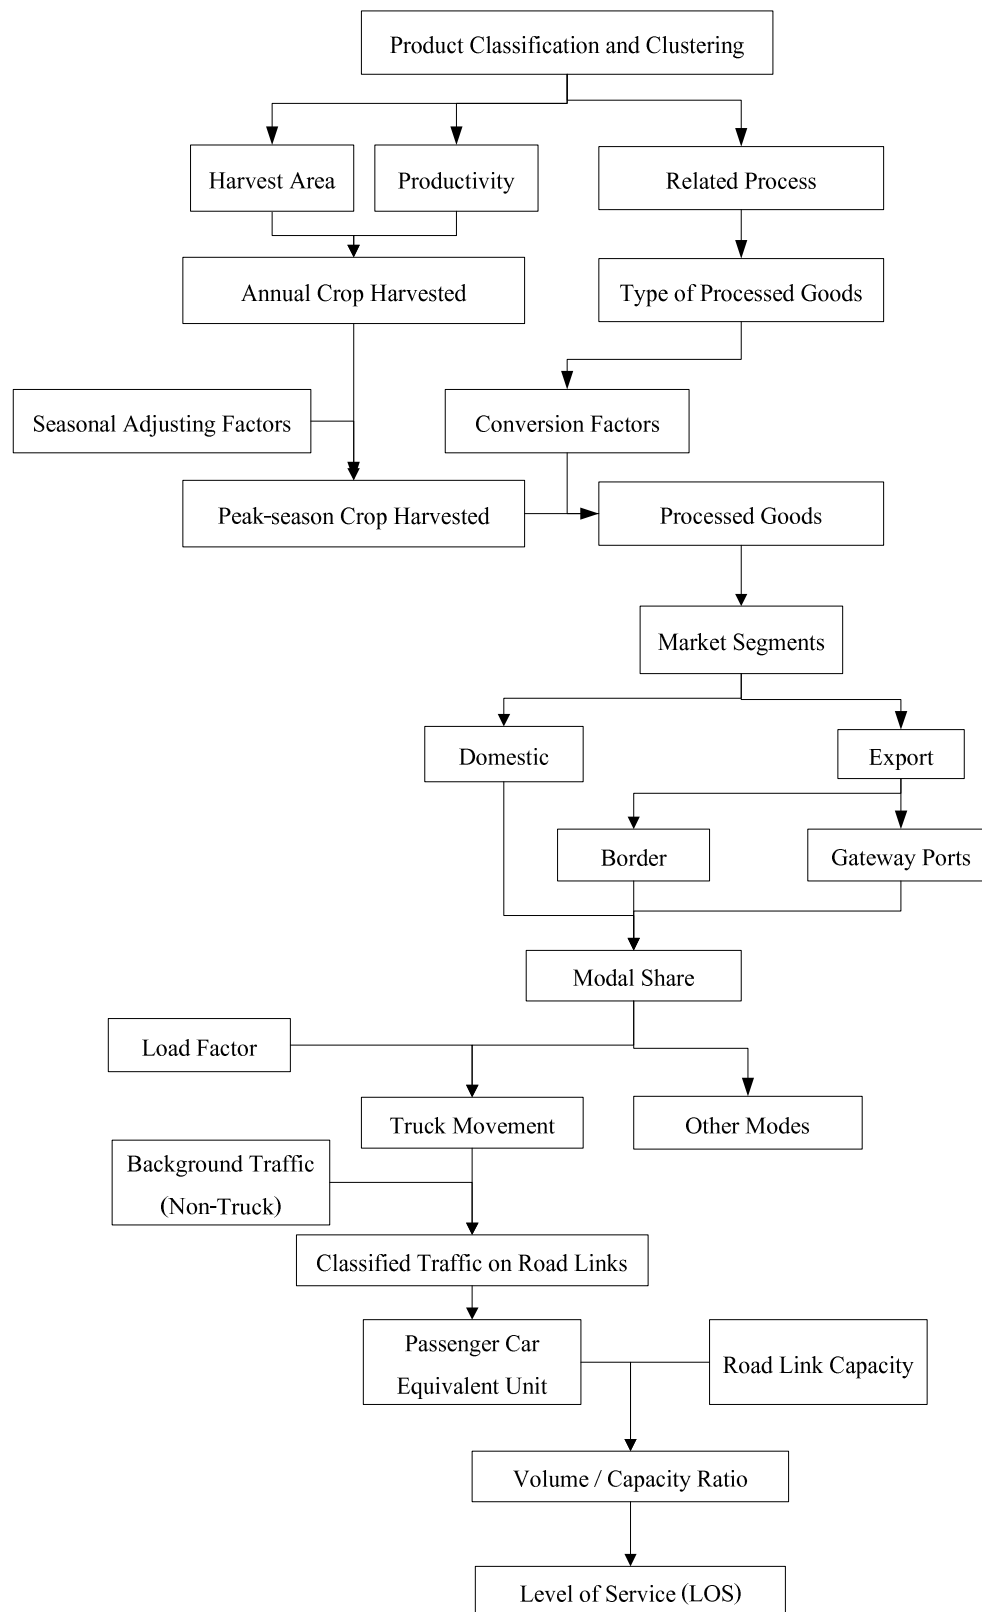 Product Classification and Clustering
Harvest Area
Productivity
Related Process
Annual Crop Harvested
Type of Processed Goods
Seasonal Adjusting Factors
Conversion Factors
Peak-season Crop Harvested
Processed Goods
Market Segments
Domestic
Export
Border
Gateway Ports
Modal Share
Load Factor
Truck Movement
Other Modes
Background Traffic
(Non-Truck)
Classified Traffic on Road Links
Passenger Car
Equivalent Unit
Road Link Capacity
Volume / Capacity Ratio
Level of Service (LOS)